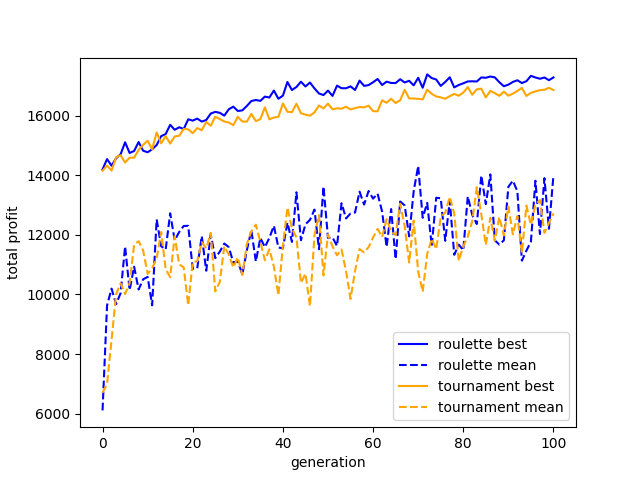 total profit
16000
14000
12000
10000
8000
6000
0
20
40
60
80
100
generation
roulette best
roulette mean
tournament best
tournament mean